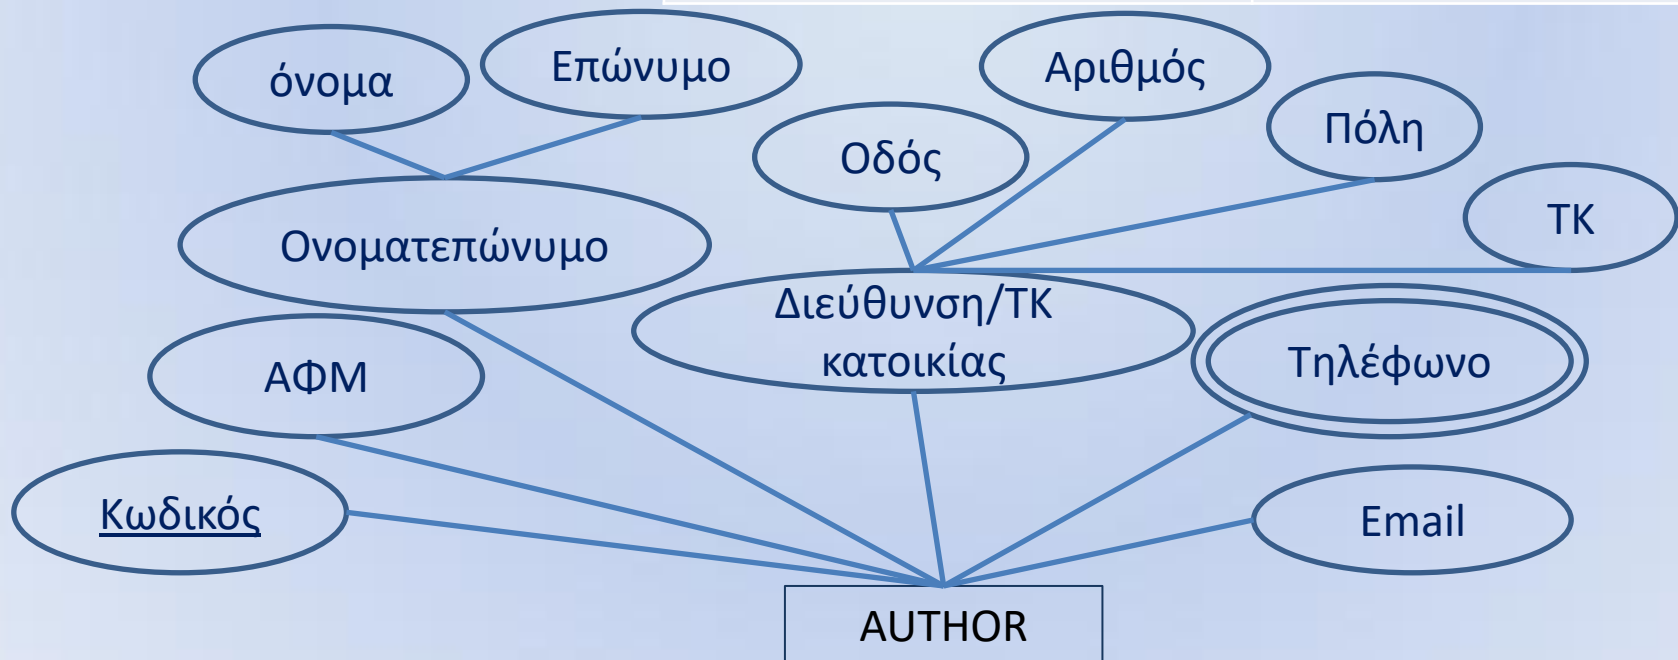 όνομα
Επώνυμο
Αριθμός
Πόλη
Οδός
ΤΚ
Ονοματεπώνυμο
Διεύθυνση/ΤΚ
κατοικίας
Τηλέφωνο
ΑΦΜ
Κωδικός
Email
AUTHOR